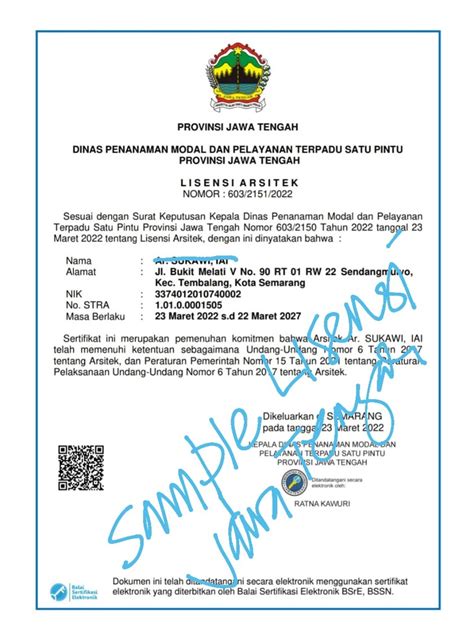 PROVINSI JAWA TENGAH
DINAS PENANAMAN MODAL DAN PELAYANAN TERPADU SATU PINTU
PROVINSI JAWA TENGAH
L I S E N S I A R S I T E K
NOMOR : 603/2151/2022
Sesuai dengan Surat Keputusan Kepala Dinas Penanaman Modal dan Pelayanan
Terpadu Satu Pintu Provinsi Jawa Tengah Nomor 603/2150 Tahun 2022 tanggal 23
Maret 2022 tentang Lisensi Arsitek, dengan ini dinyatakan bahwa :
Nama : Ar. SUKAWI, IAI
Alamat : Jl. Bukit Melati V No. 90 RT 01 RW 22 Sendangmulyo,
Kec. Tembalang, Kota Semarang
NIK : 3374012010740002
No. STRA : 1.01.0.0001505
Masa Berlaku : 23 Maret 2022 s.d 22 Maret 2027
Sertifikat ini merupakan pemenuhan komitmen bahwa Arsitek Ar. SUKAWI, IAI
telah memenuhi ketentuan sebagaimana Undang-Undang Nomor 6 Tahun 2017
tentang Arsitek, dan Peraturan Pemerintah Nomor 15 Tahun 2021 tentang Peraturan
Pelaksanaan Undang-Undang Nomor 6 Tahun 2017 tentang Arsitek.
Dikeluarkan di SEMARANG
pada tanggal 23 Maret 2022
KEPALA DINAS PENANAMAN MODAL DAN
PELAYANAN TERPADU SATU PINTU
PROVINSI JAWA TENGAH
Ditandatangani secara
elektronik oleh:
RATNA KAWURI
Sample Lisensi
Jawa Tengah
Balai
Sertifikasi
Elektronik
Dokumen ini telah ditandatangani secara elektronik menggunakan sertifikat
elektronik yang diterbitkan oleh Balai Sertifikasi Elektronik BSrE, BSSN.